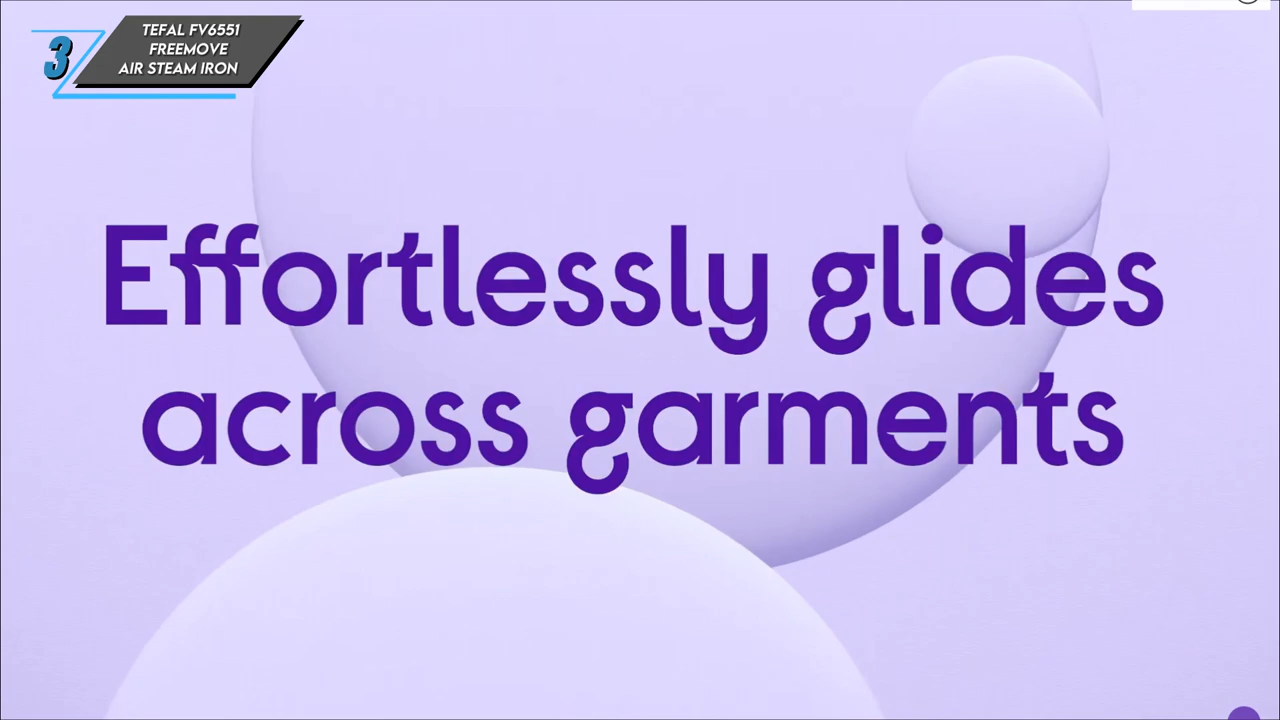 3
TEFAL FV6551
FREEMOVE
AIR STEAM IRON
Effortlessly glides
across garments